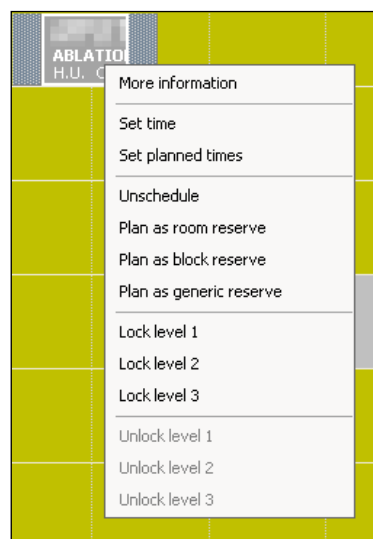 ABLATIO
H.U.
More information
Set time
Set planned times
Unschedule
Plan as room reserve
Plan as block reserve
Plan as generic reserve
Lock level 1
Lock level 2
Lock level 3
Unlock level 1
Unlock level 2
Unlock level 3